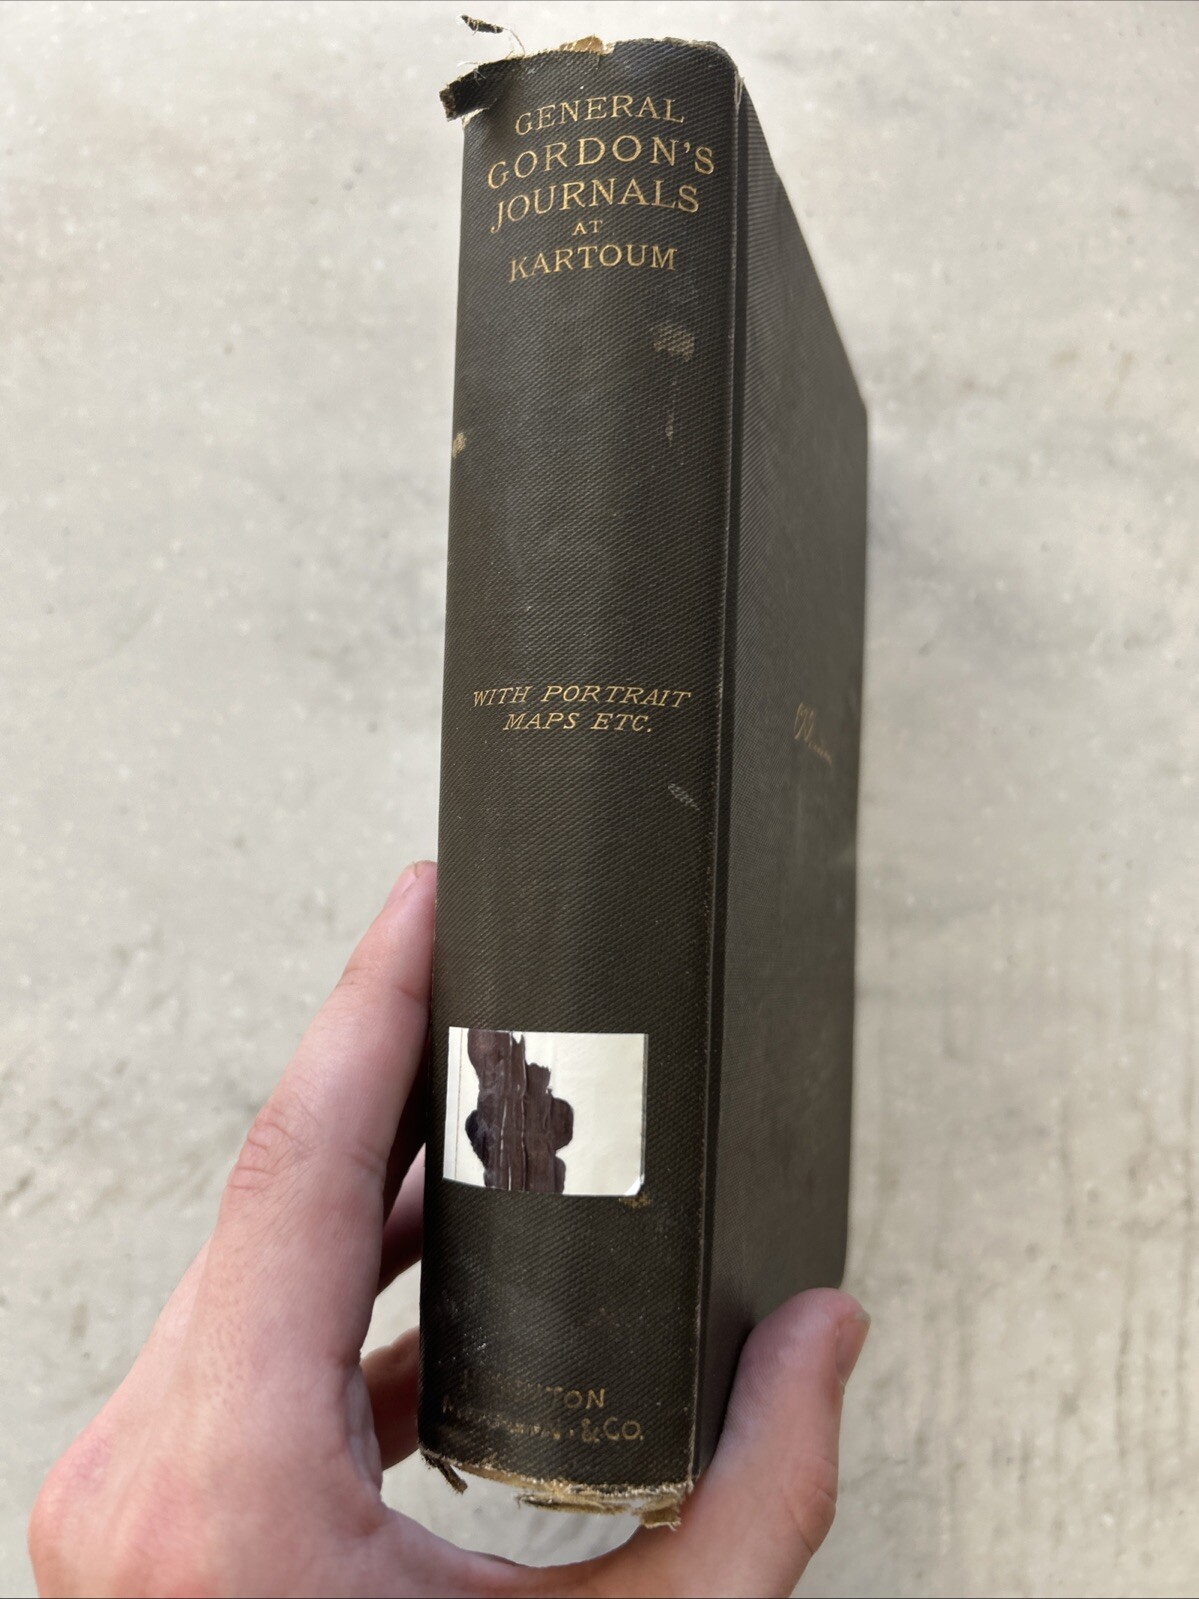 GENERAL
GORDON'S
JOURNALS
AT
KARTOUM
WITH PORTRAIT
MAPS ETC.
& CO.